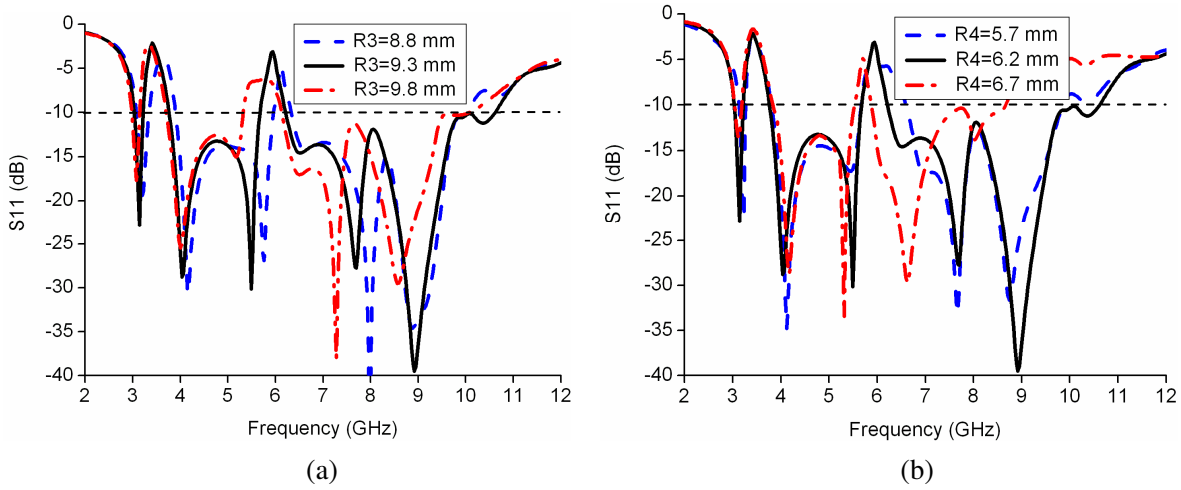 0
-5
-10
-15
-20
-25
-30
-35
-40
S11 (dB)
R3=8.8 mm
R3=9.3 mm
R3=9.8 mm
2 3 4 5 6 7 8 9 10 11 12
Frequency (GHz)
(a)
0
-5
-10
-15
-20
-25
-30
-35
-40
S11 (dB)
R4=5.7 mm
R4=6.2 mm
R4=6.7 mm
2 3 4 5 6 7 8 9 10 11 12
Frequency (GHz)
(b)